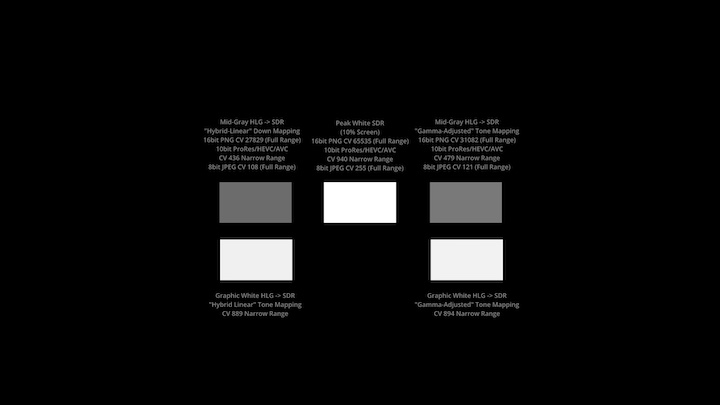 Mid-Gray HLG -> SDR
"Hybrid-Linear" Down Mapping
16bit PNG CV 27829 (Full Range)
10bit ProRes/HEVC/AVC
CV 436 Narrow Range
8bit JPEG CV 108 (Full Range)
Peak White SDR
(10% Screen)
16bit PNG CV 65535 (Full Range)
10bit ProRes/HEVC/AVC
CV 940 Narrow Range
8bit JPEG CV 255 (Full Range)
Mid-Gray HLG -> SDR
"Gamma-Adjusted" Tone Mapping
16bit PNG CV 31082 (Full Range)
10bit ProRes/HEVC/AVC
CV 479 Narrow Range
8bit JPEG CV 121 (Full Range)
Graphic White HLG -> SDR
"Hybrid Linear" Tone Mapping
CV 889 Narrow Range
Graphic White HLG -> SDR
"Gamma-Adjusted" Tone Mapping
CV 894 Narrow Range